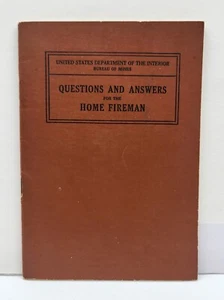 UNITED STATES DEPARTMENT OF THE INTERIOR
BUREAU OF MINES
QUESTIONS AND ANSWERS
FOR THE
HOME FIREMAN